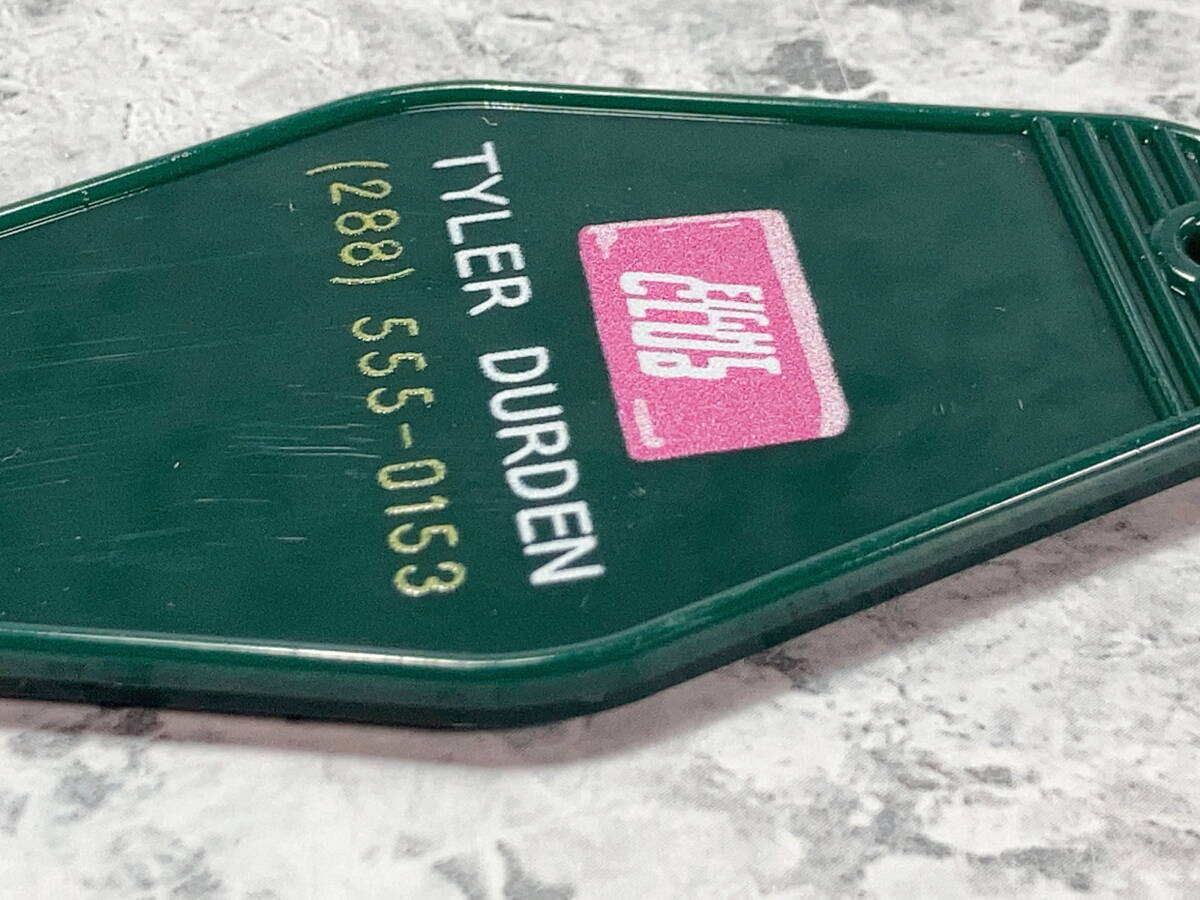 FIGHT
CLUB
TYLER DURDEN
(288) 555-0153